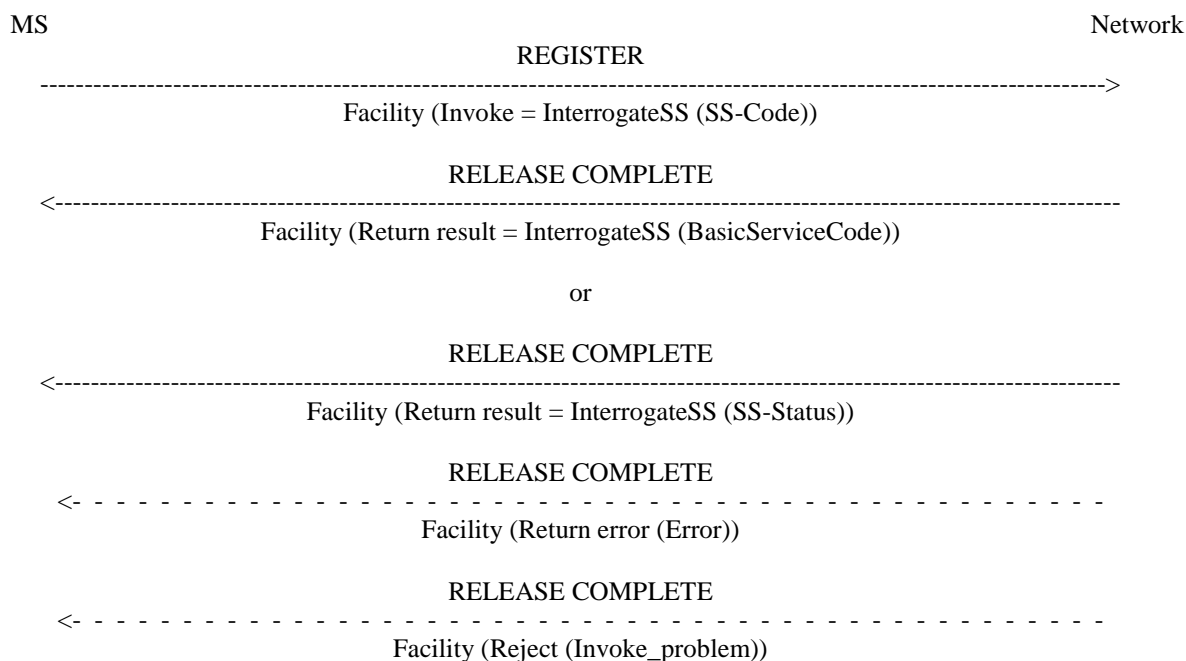 MS Network
REGISTER
Facility (Invoke = InterrogateSS (SS-Code))
RELEASE COMPLETE
Facility (Return result = InterrogateSS (BasicServiceCode))
or
RELEASE COMPLETE
Facility (Return result = InterrogateSS (SS-Status))
RELEASE COMPLETE
Facility (Return error (Error))
RELEASE COMPLETE
Facility (Reject (Invoke_problem))